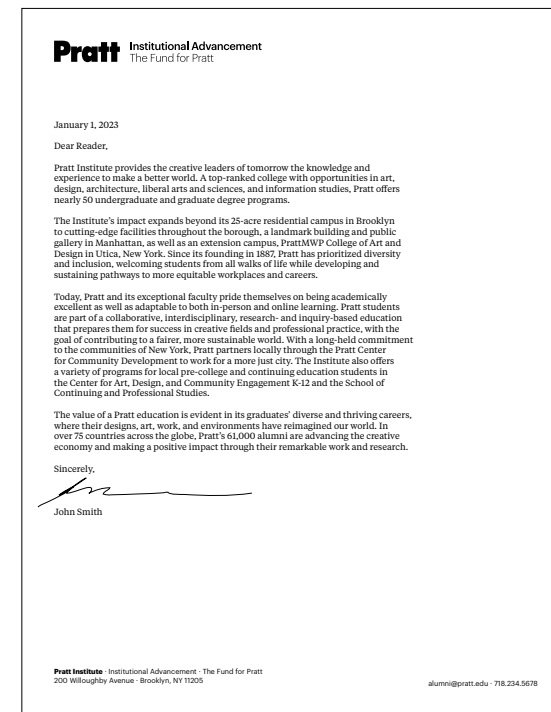 Pratt Institutional Advancement
The Fund for Pratt
January 1, 2023
Dear Reader,
Pratt Institute provides the creative leaders of tomorrow the knowledge and
experience to make a better world. A top-ranked college with opportunities in art,
design, architecture, liberal arts and sciences, and information studies, Pratt offers
nearly 50 undergraduate and graduate degree programs.
The Institute's impact expands beyond its 25-acre residential campus in Brooklyn
to cutting-edge facilities throughout the borough, a landmark building and public
gallery in Manhattan, as well as an extension campus, PrattMWP College of Art and
Design in Utica, New York. Since its founding in 1887, Pratt has prioritized diversity
and inclusion, welcoming students from all walks of life while developing and
sustaining pathways to more equitable workplaces and careers.
Today, Pratt and its exceptional faculty pride themselves on being academically
excellent as well as adaptable to both in-person and online learning. Pratt students
are part of a collaborative, interdisciplinary, research- and inquiry-based education
that prepares them for success in creative fields and professional practice, with the
goal of contributing to a fairer, more sustainable world. With a long-held commitment
to the communities of New York, Pratt partners locally through the Pratt Center
for Community Development to work for a more just city. The Institute also offers
a variety of programs for local pre-college and continuing education students in
the Center for Art, Design, and Community Engagement K-12 and the School of
Continuing and Professional Studies.
The value of a Pratt education is evident in its graduates' diverse and thriving careers,
where their designs, art, work, and environments have reimagined our world. In
over 75 countries across the globe, Pratt's 61,000 alumni are advancing the creative
economy and making a positive impact through their remarkable work and research.
Sincerely,
John Smith
Pratt Institute · Institutional Advancement · The Fund for Pratt
200 Willoughby Avenue · Brooklyn, NY 11205
alumni@pratt.edu · 718.234.5678